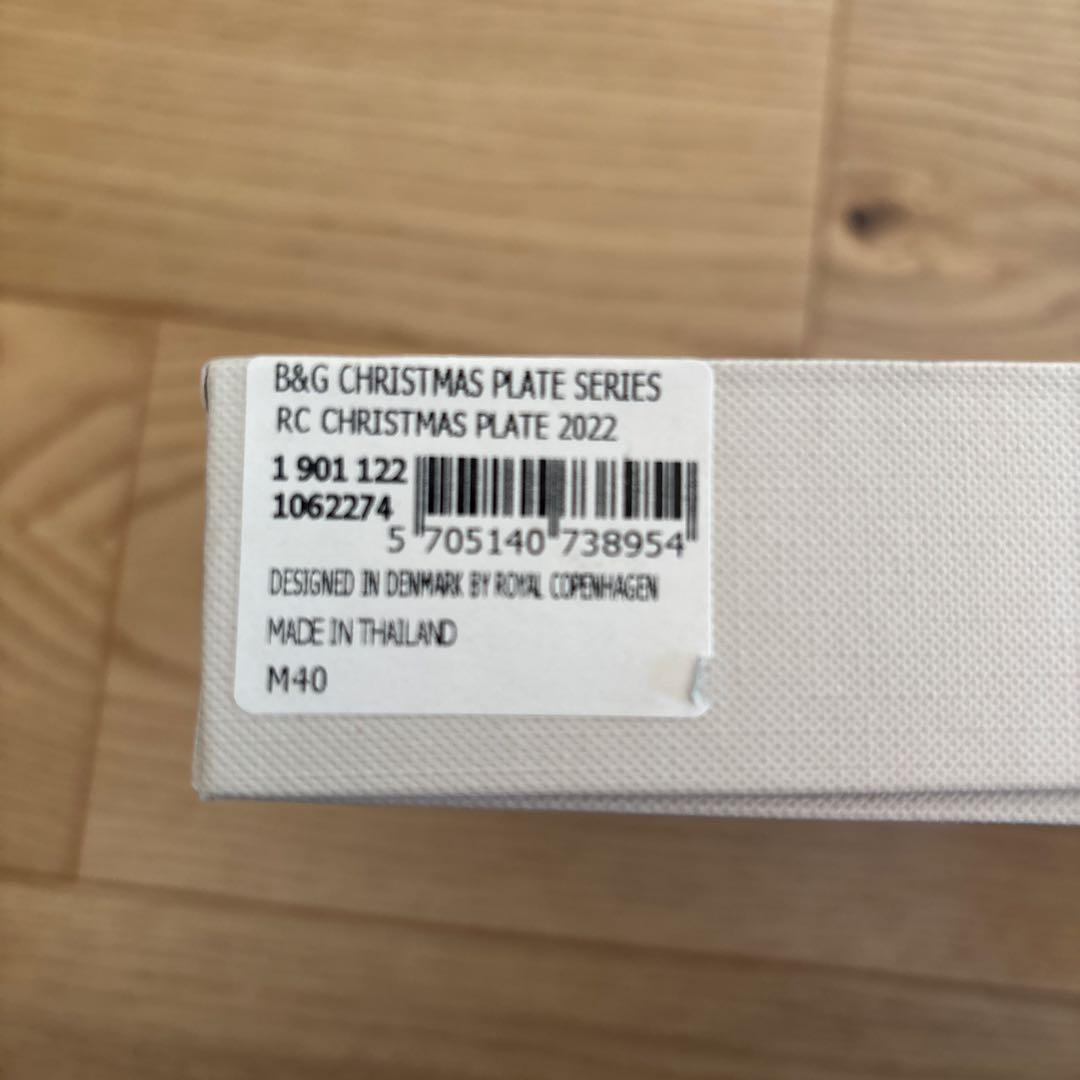 B&G CHRISTMAS PLATE SERIES
RC CHRISTMAS PLATE 2022
1 901 122
1062274
5 705140 738954
DESIGNED IN DENMARK BY ROYAL COPENHAGEN
MADE IN THAILAND
M40